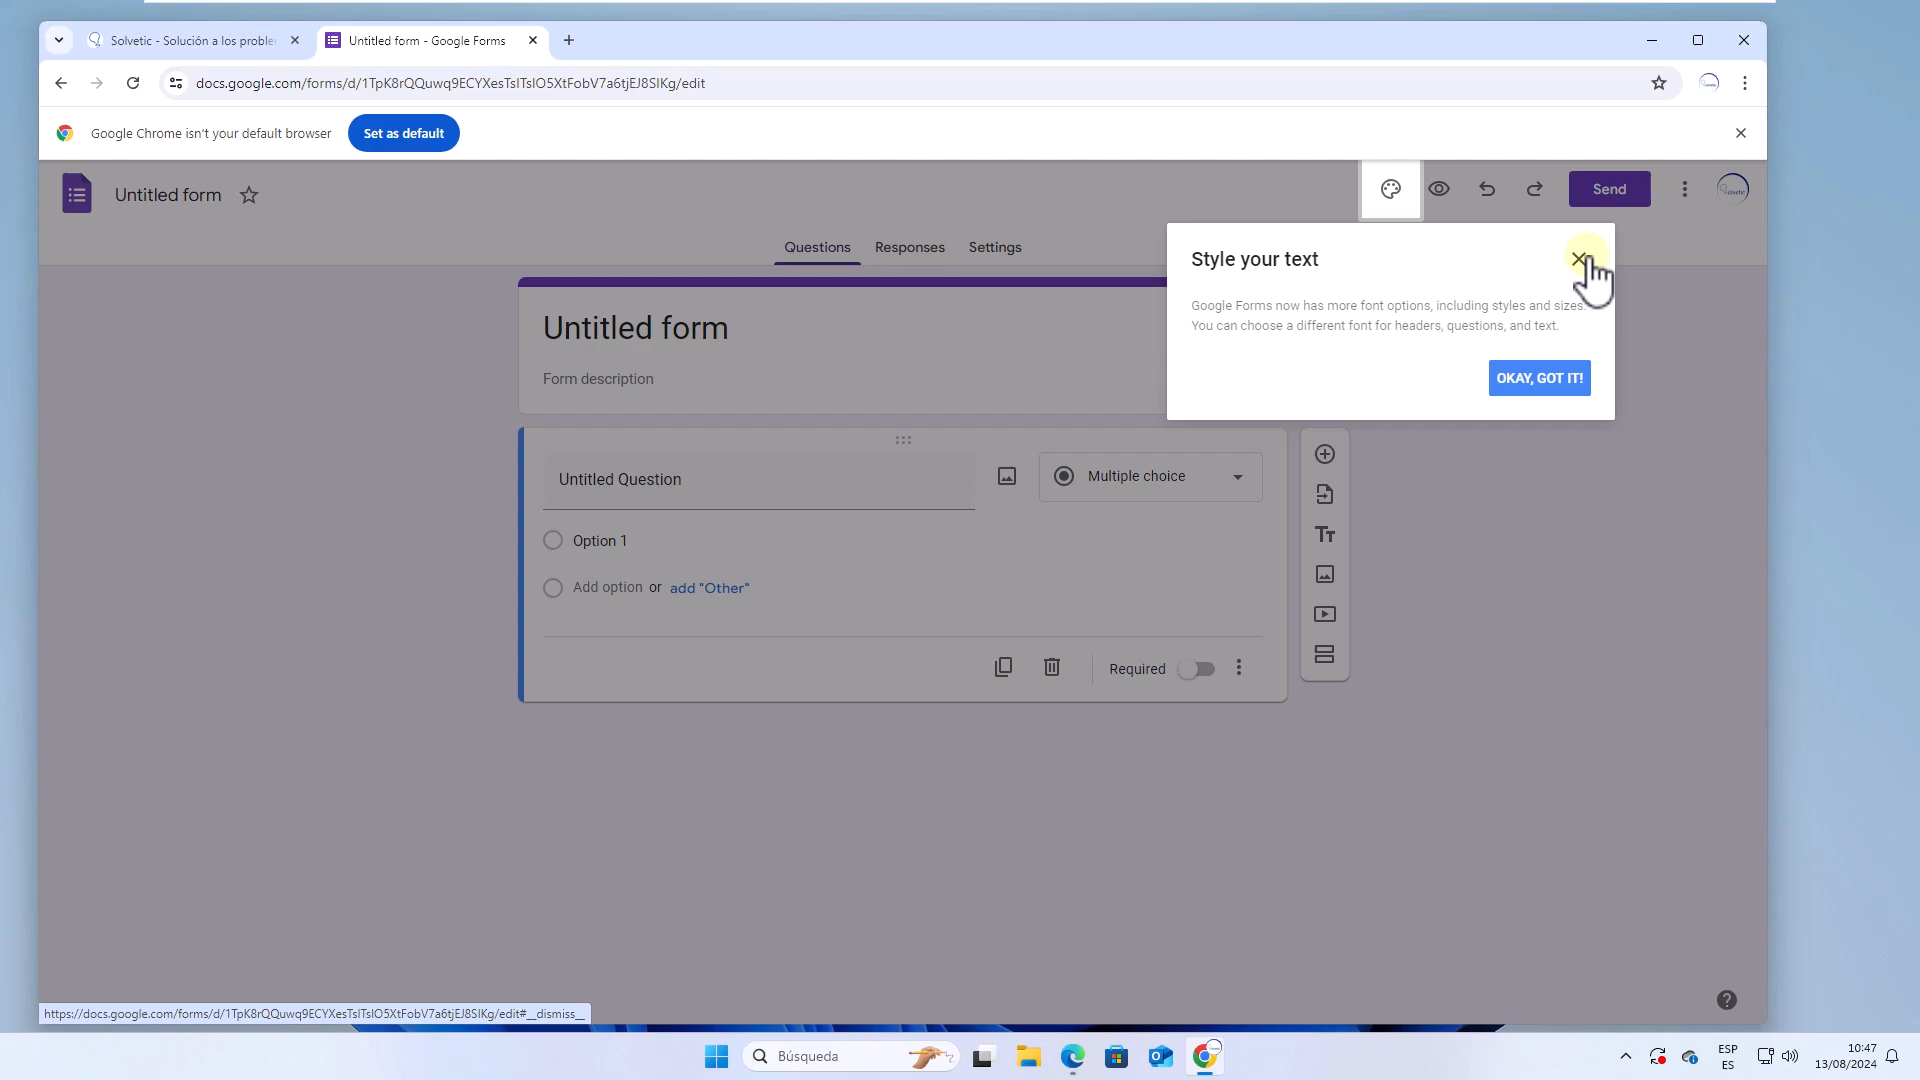 Solvetic - Solución a los proble
Untitled form - Google Forms
docs.google.com/forms/d/1TpK8rQQuwq9ECYXesTslTslO5XtFobV7a6tjEJ8SlKg/edit
Google Chrome isn't your default browser
Set as default
Untitled form
Send
Questions
Responses
Settings
Style your text
Google Forms now has more font options, including styles and sizes.
You can choose a different font for headers, questions, and text.
OKAY, GOT IT!
Untitled form
Form description
Untitled Question
Multiple choice
Option 1
Add option or add "Other"
Required
https://docs.google.com/forms/d/1TpK8rQQuwq9ECYXesTslTslO5XtFobV7a6tjEJ8SlKg/edit#__dismiss__
Búsqueda
ESP
ES
10:47
13/08/2024